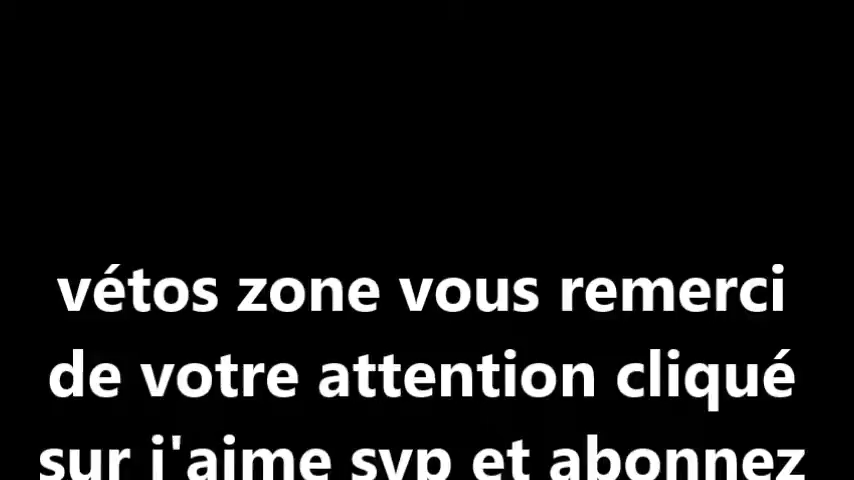 vétos zone vous remerci
de votre attention cliqué
sur j'aime svp et abonnez